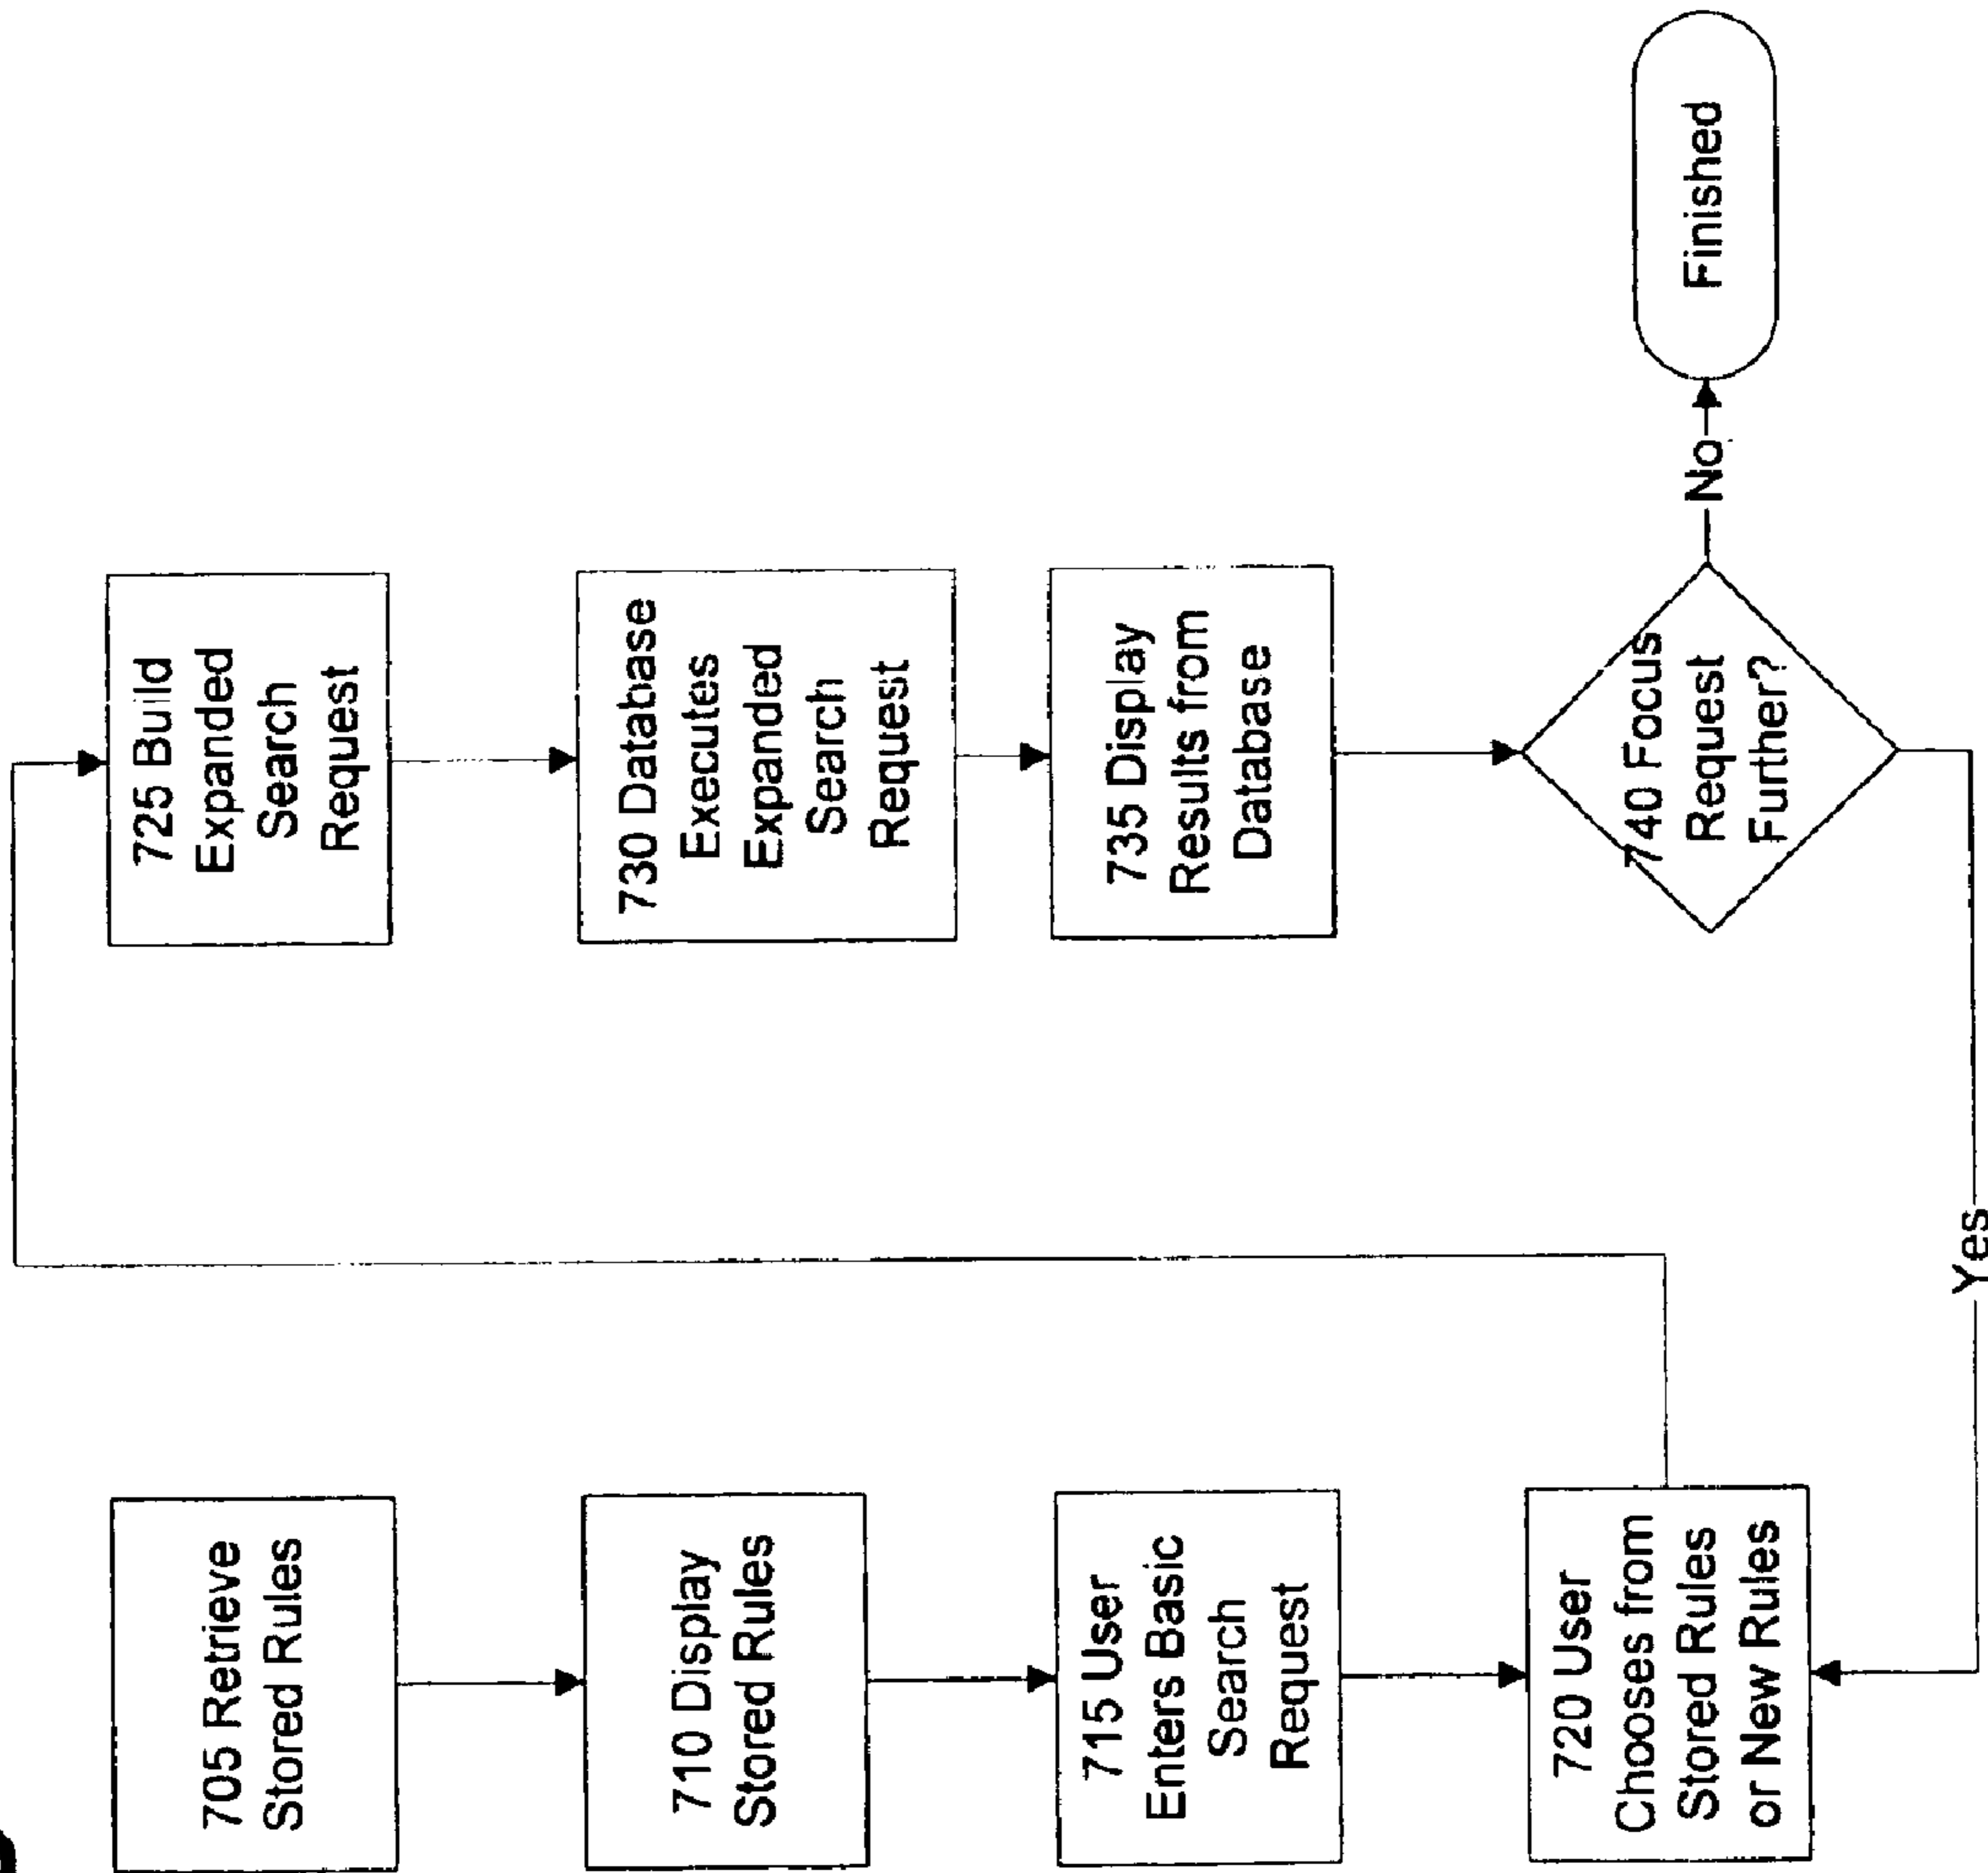 705 Retrieve
Stored Rules
710 Display
Stored Rules
715 User
Enters Basic
Search
Request
720 User
Chooses from
Stored Rules
or New Rules
725 Build
Expanded
Search
Request
730 Database
Executes
Expanded
Search
Request
735 Display
Results from
Database
740 Focus
Request
Further?
No
Finished
Yes